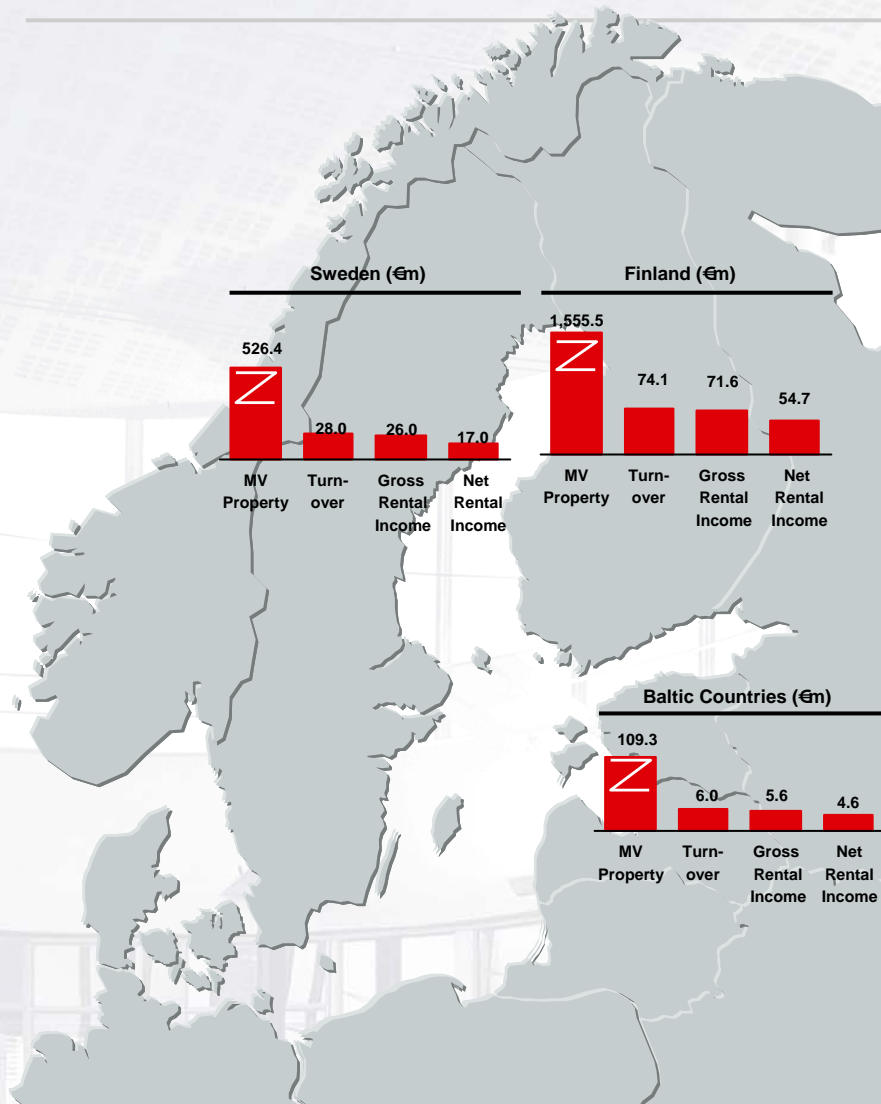 Sweden (€m)
526.4
28.0
26.0
17.0
MV
Property
Turn-
over
Gross
Rental
Income
Net
Rental
Income
Finland (€m)
1,555.5
74.1
71.6
54.7
MV
Property
Turn-
over
Gross
Rental
Income
Net
Rental
Income
Baltic Countries (€m)
109.3
6.0
5.6
4.6
MV
Property
Turn-
over
Gross
Rental
Income
Net
Rental
Income